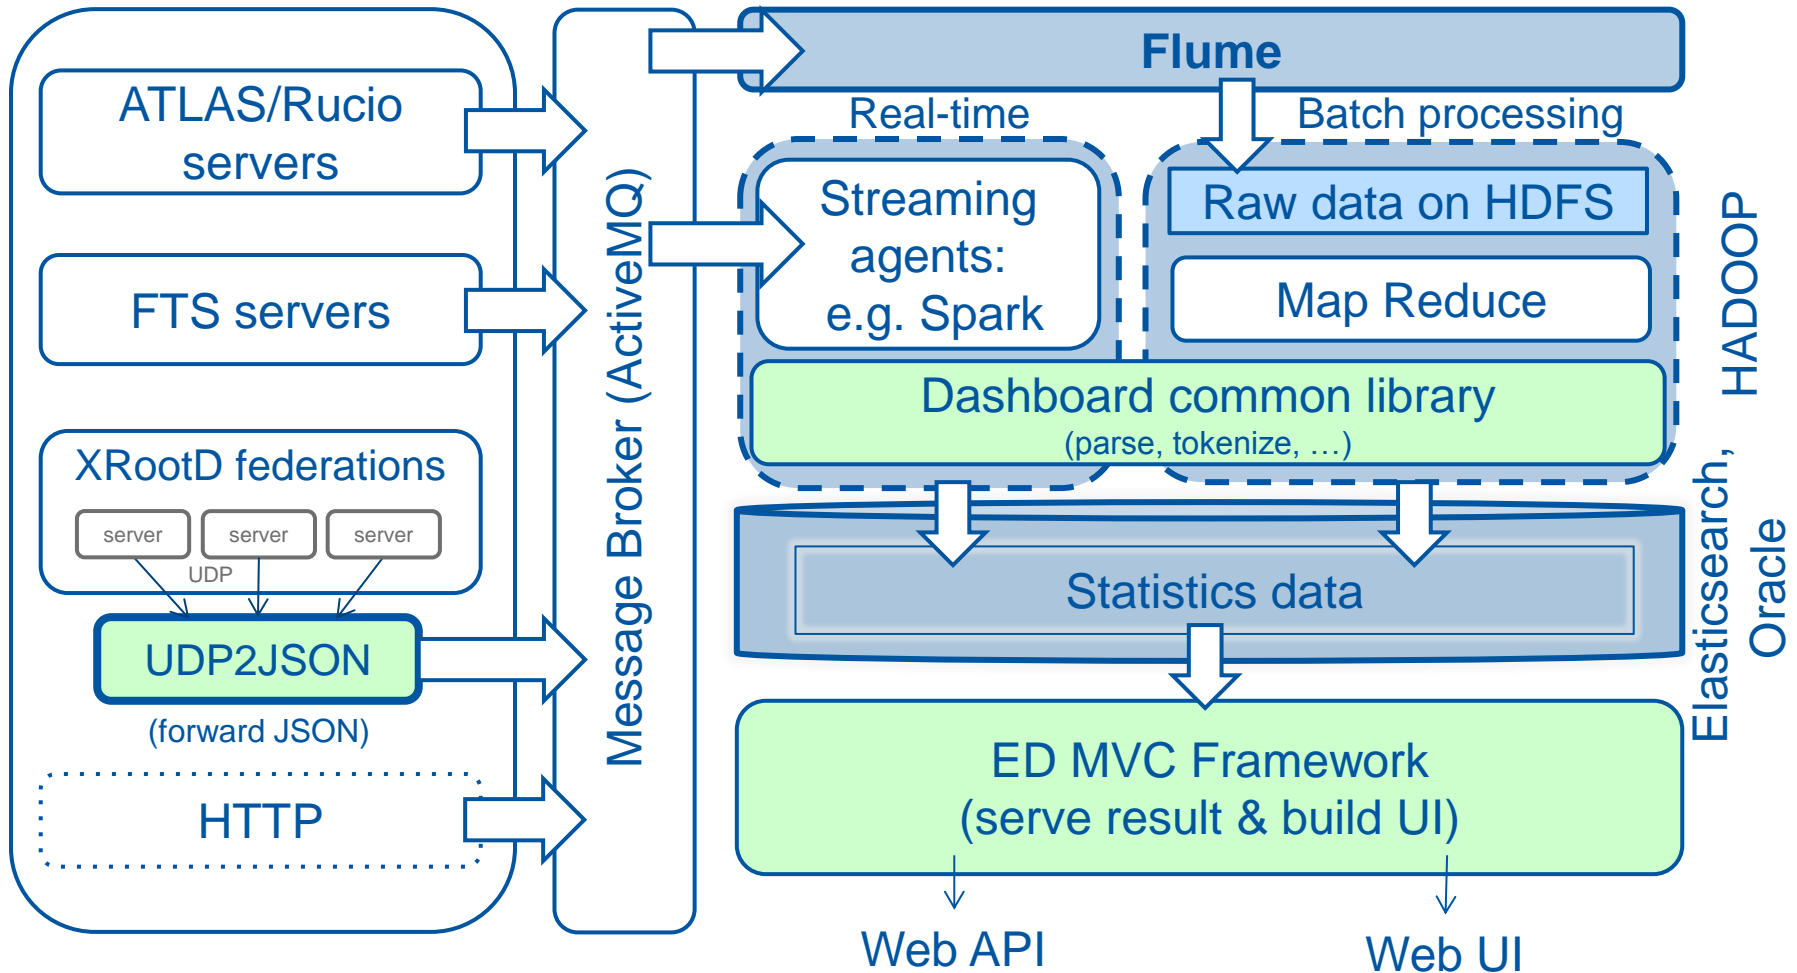 ATLAS/Rucio
servers
FTS servers
XRootD federations
server
server
server
UDP
UDP2JSON
(forward JSON)
HTTP
Message Broker (ActiveMQ)
Flume
Real-time
Batch processing
Streaming
agents:
e.g. Spark
Raw data on HDFS
Map Reduce
Dashboard common library
(parse, tokenize, …)
HADOOP
Statistics data
Elasticsearch,
Oracle
ED MVC Framework
(serve result & build UI)
Web API
Web UI